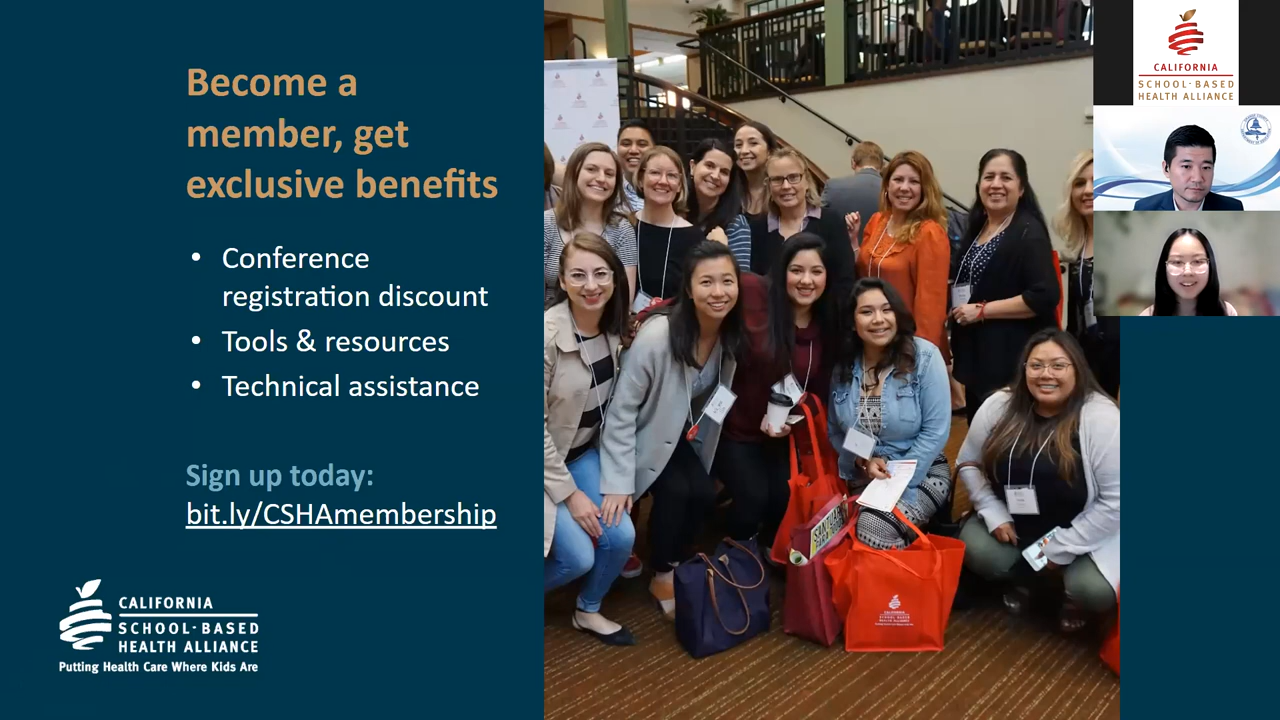 Become a
member, get
exclusive benefits
• Conference
registration discount
• Tools & resources
• Technical assistance
Sign up today:
bit.ly/CSHAmembership
CALIFORNIA
SCHOOL-BASED
HEALTH ALLIANCE
Putting Health Care Where Kids Are
CALIFORNIA
SCHOOL-BASED
HEALTH ALLIANCE